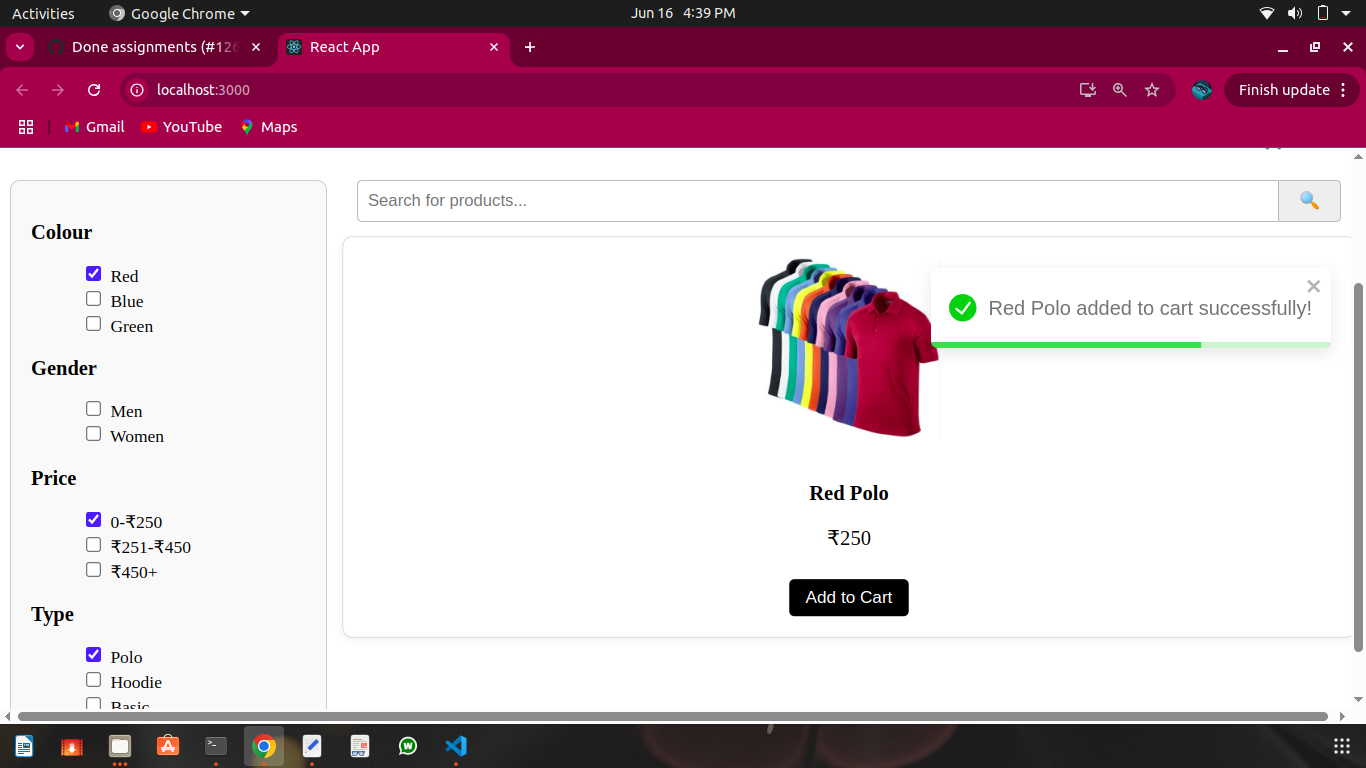 Activities
Google Chrome
Jun 16 4:39 PM
Done assignments (#126
React App
localhost:3000
Finish update
Gmail
YouTube
Maps
Colour
Red
Blue
Green
Gender
Men
Women
Price
0-₹250
₹251-₹450
₹450+
Type
Polo
Hoodie
Basic
Search for products...
Red Polo added to cart successfully!
Red Polo
₹250
Add to Cart